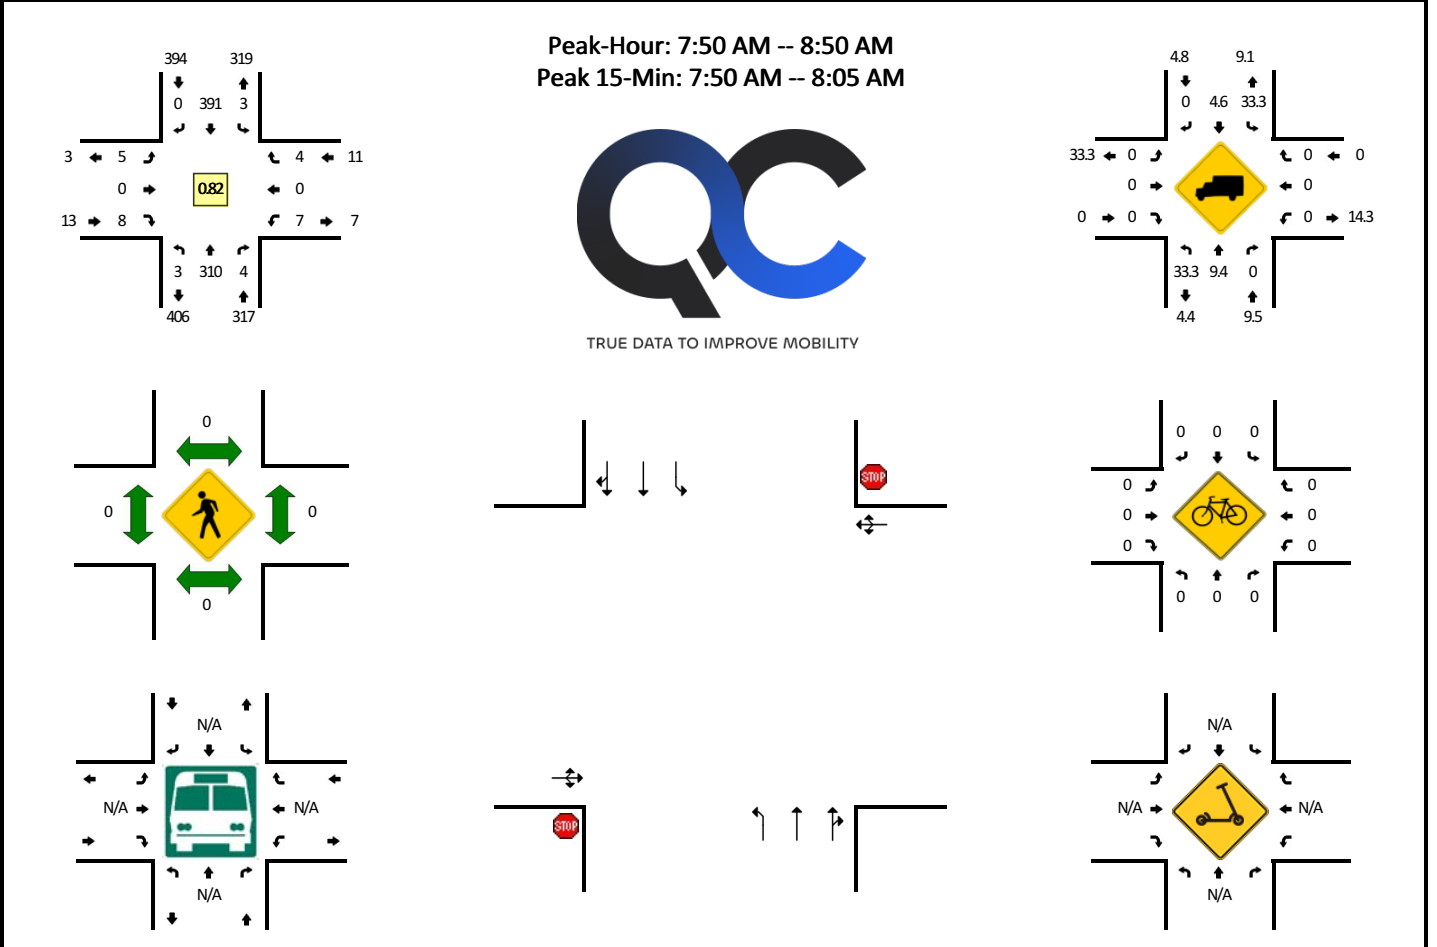 Peak-Hour: 7:50 AM -- 8:50 AM
Peak 15-Min: 7:50 AM -- 8:05 AM
394 319
0 391 3
3 5 4 11
0 0.82 0
13 8 7 7
3 310 4
406 317
QC
TRUE DATA TO IMPROVE MOBILITY
4.8 9.1
0 4.6 33.3
33.3 0 0 0
0 0
0 0 0 14.3
33.3 9.4 0
4.4 9.5
0
0 0
0
STOP
STOP
0 0 0
0 0
0 0
0 0
0 0 0
N/A
N/A N/A
N/A
N/A
N/A N/A
N/A